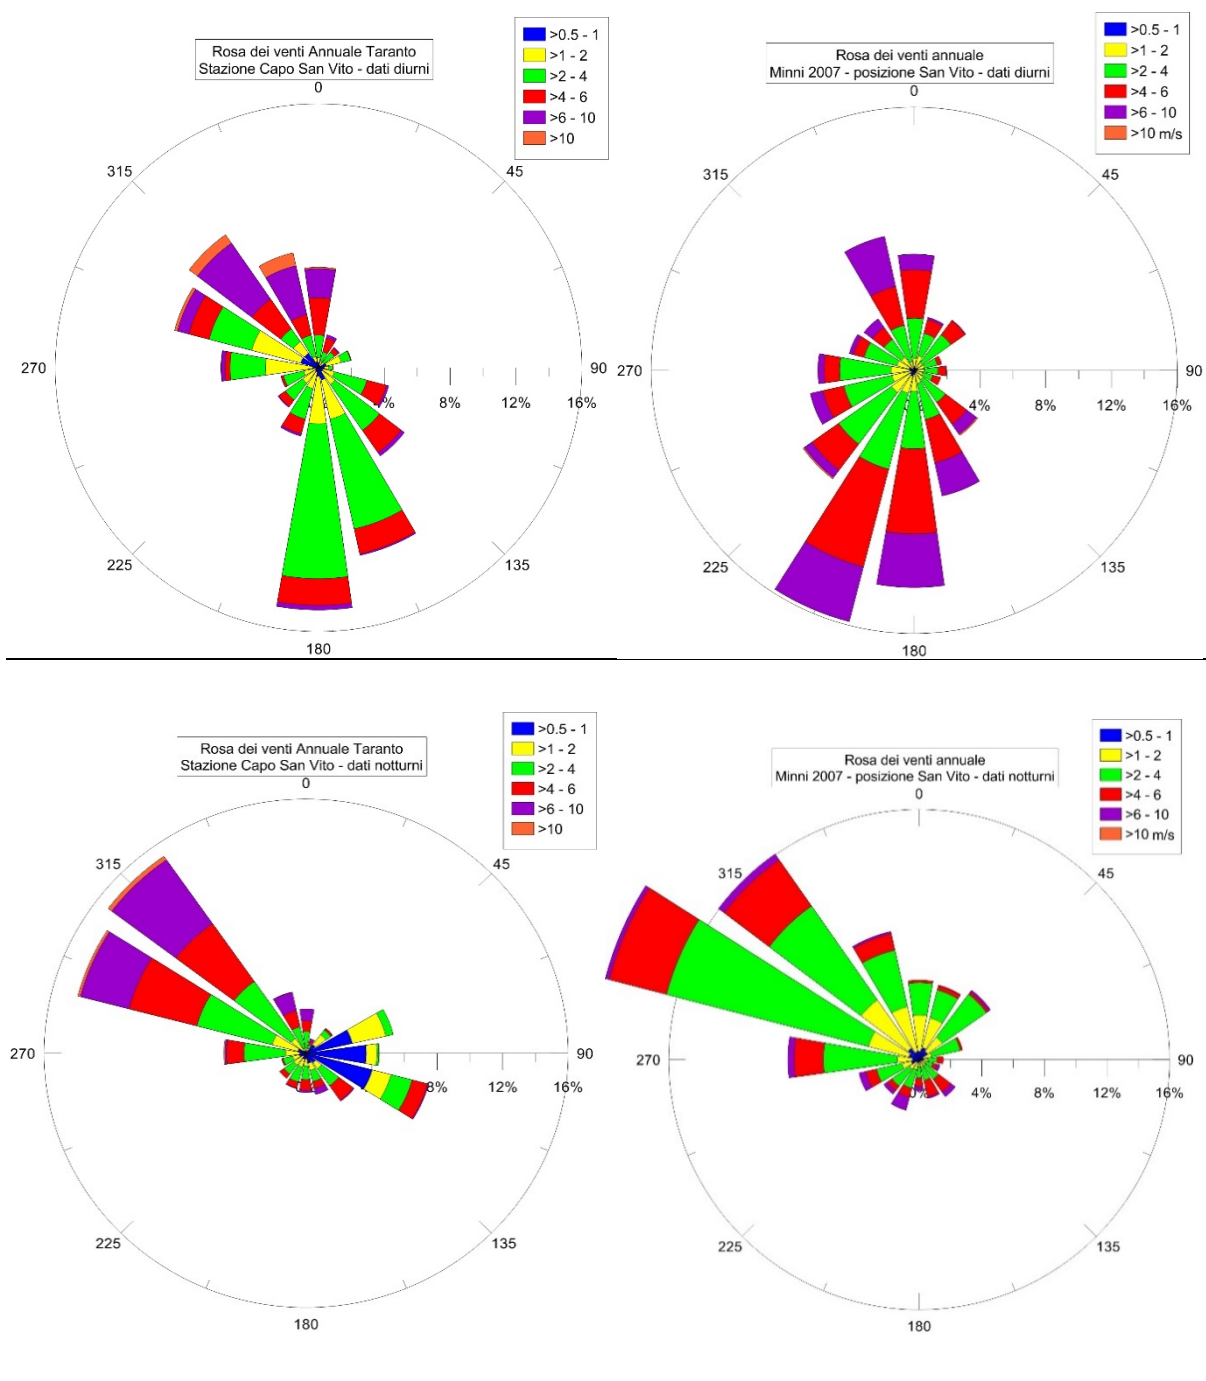 Rosa dei venti Annuale Taranto
Stazione Capo San Vito - dati diurni
>0.5 - 1
>1 - 2
>2 - 4
>4 - 6
>6 - 10
>10
0
45
90
135
180
225
270
315
4%
8%
12%
16%
Rosa dei venti annuale
Minni 2007 - posizione San Vito - dati diurni
>0.5 - 1
>1 - 2
>2 - 4
>4 - 6
>6 - 10
>10 m/s
0
45
90
135
180
225
270
315
4%
8%
12%
16%
Rosa dei venti Annuale Taranto
Stazione Capo San Vito - dati notturni
>0.5 - 1
>1 - 2
>2 - 4
>4 - 6
>6 - 10
>10
0
45
90
135
180
225
270
315
8%
12%
16%
Rosa dei venti annuale
Minni 2007 - posizione San Vito - dati notturni
>0.5 - 1
>1 - 2
>2 - 4
>4 - 6
>6 - 10
>10 m/s
0
45
90
135
180
225
270
315
0%
4%
8%
12%
16%